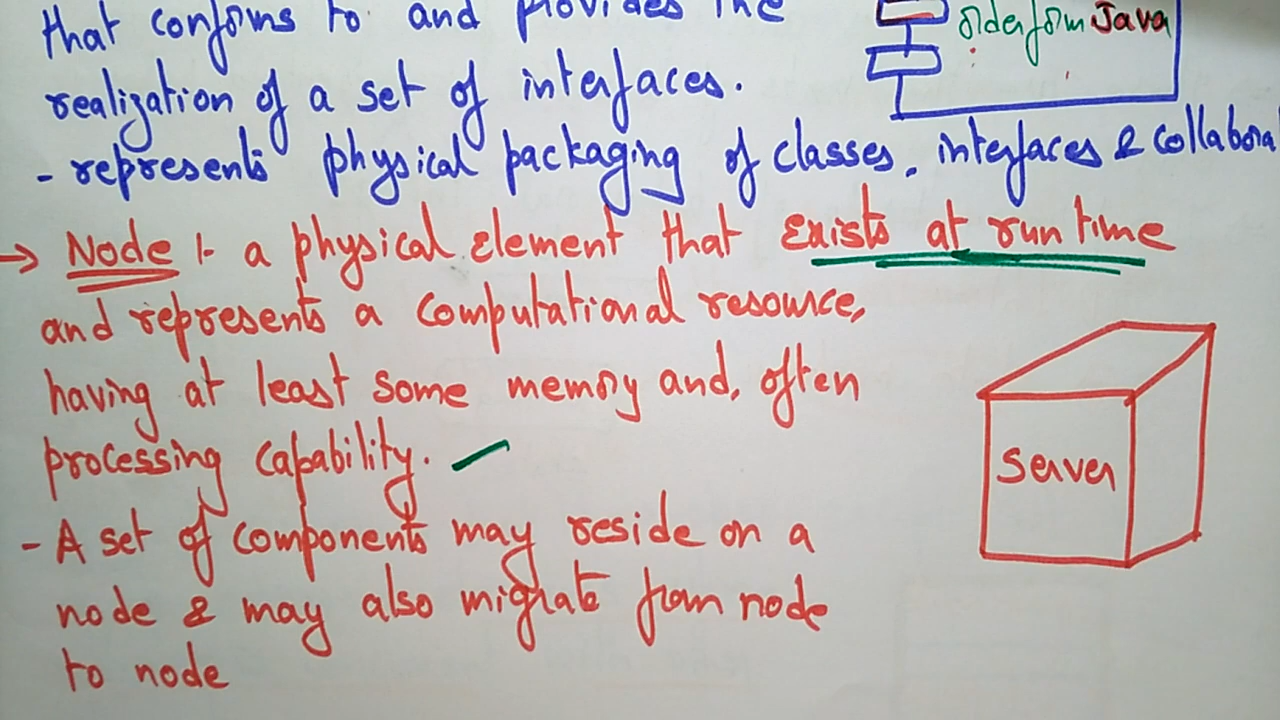 that conforms to and provides the
orderform Java
realization of a set of interfaces.
- represents physical packaging of classes, interfaces & collabora
→ Node :- a physical element that exists at run time
and represents a computational resource,
having at least some memory and, often
processing capability.
Server
- A set of components may reside on a
node & may also migrate from node
to node